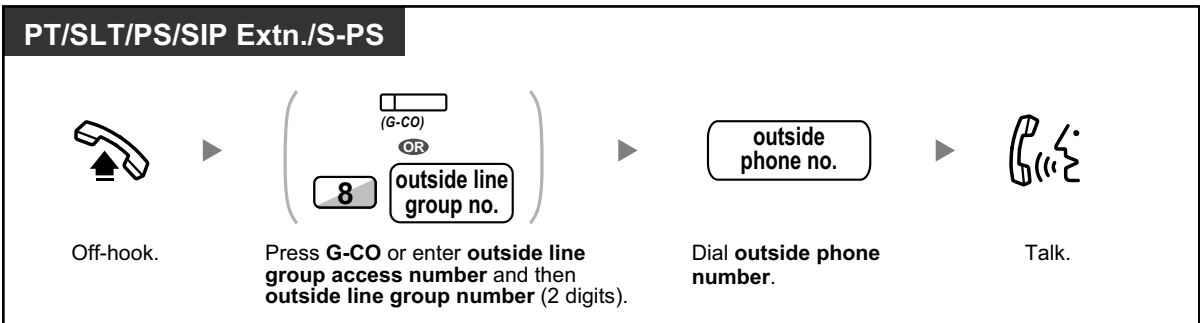 PT/SLT/PS/SIP Extn./S-PS
(G-CO)
OR
8
outside line
group no.
outside
phone no.
Off-hook.
Press G-CO or enter outside line
group access number and then
outside line group number (2 digits).
Dial outside phone
number.
Talk.